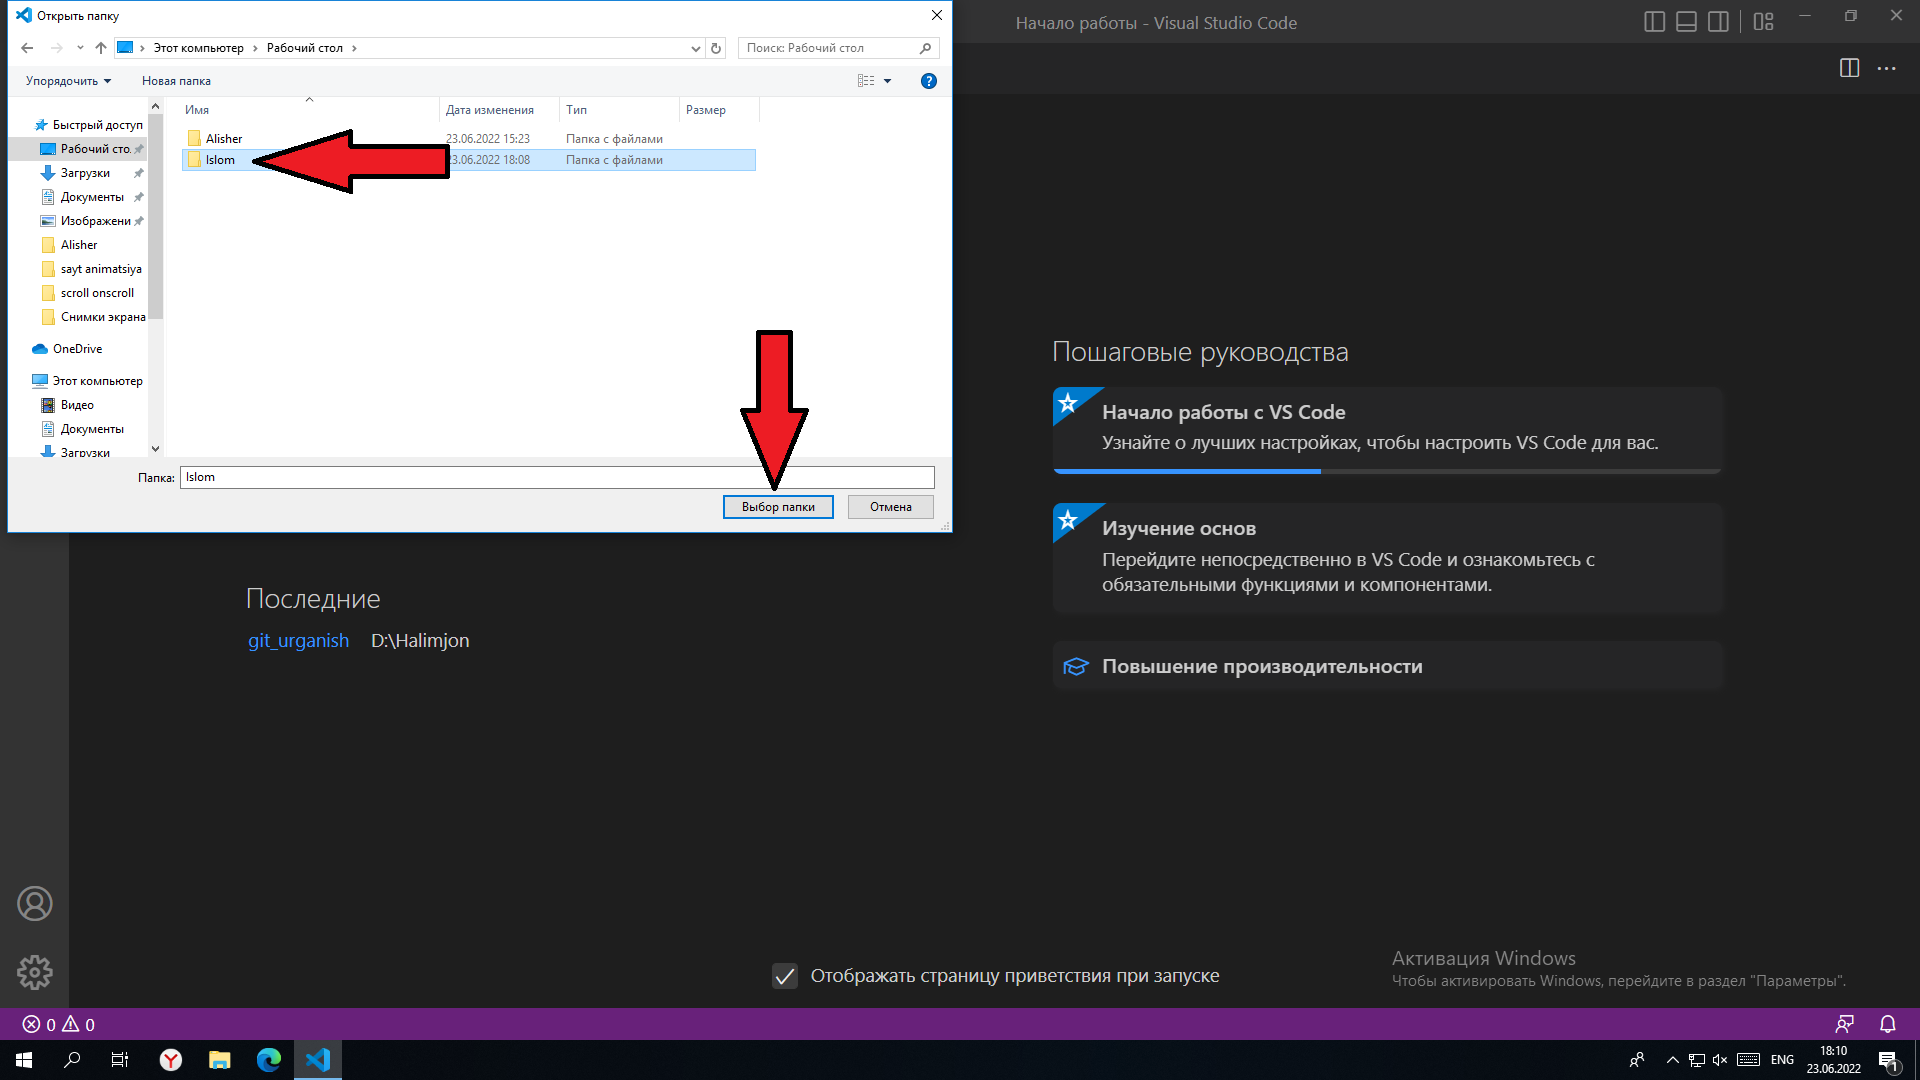 Открыть папку
Начало работы - Visual Studio Code
Этот компьютер
Рабочий стол
Поиск: Рабочий стол
Упорядочить
Новая папка
Имя
Дата изменения
Тип
Размер
Быстрый доступ
Рабочий сто.
Загрузки
Документы
Изображени
Alisher
sayt animatsiya
scroll onscroll
Снимки экрана
OneDrive
Этот компьютер
Видео
Документы
Загрузки
Alisher
23.06.2022 15:23
Папка с файлами
Islom
23.06.2022 18:08
Папка с файлами
Папка:
Islom
Выбор папки
Отмена
Последние
git_urganish
D:\Halimjon
Пошаговые руководства
Начало работы с VS Code
Узнайте о лучших настройках, чтобы настроить VS Code для вас.
Изучение основ
Перейдите непосредственно в VS Code и ознакомьтесь с
обязательными функциями и компонентами.
Повышение производительности
Отображать страницу приветствия при запуске
Активация Windows
Чтобы активировать Windows, перейдите в раздел "Параметры".
0
0
ENG
18:10
23.06.2022
1